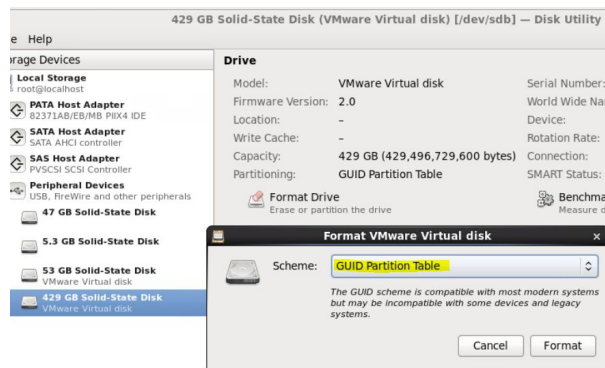 429 GB Solid-State Disk (VMware Virtual disk) [/dev/sdb] — Disk Utility
e Help
orage Devices
Local Storage
root@localhost
PATA Host Adapter
82371AB/EB/MB PIIX4 IDE
SATA Host Adapter
SATA AHCI controller
SAS Host Adapter
PVSCSI SCSI Controller
Peripheral Devices
USB, FireWire and other peripherals
47 GB Solid-State Disk
5.3 GB Solid-State Disk
53 GB Solid-State Disk
VMware Virtual disk
429 GB Solid-State Disk
VMware Virtual disk
Drive
Model: VMware Virtual disk Serial Number:
Firmware Version: 2.0 World Wide Na
Location: – Device:
Write Cache: – Rotation Rate:
Capacity: 429 GB (429,496,729,600 bytes) Connection:
Partitioning: GUID Partition Table SMART Status:
Format Drive Benchma
Erase or partition the drive Measure d
Format VMware Virtual disk ×
Scheme: GUID Partition Table
The GUID scheme is compatible with most modern systems
but may be incompatible with some devices and legacy
systems.
Cancel Format